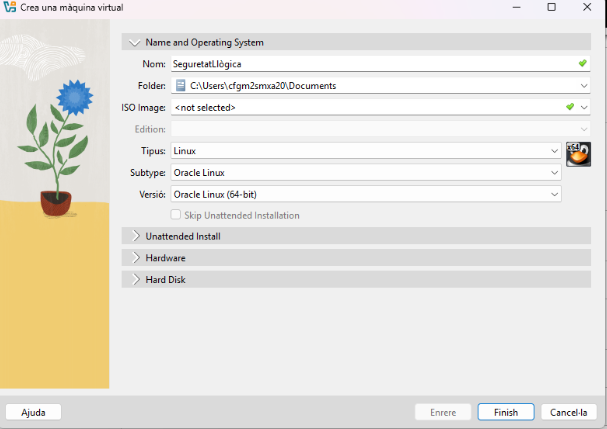 Crea una màquina virtual
Name and Operating System
Nom: SeguretatLlògica
Folder: C:\Users\cfgm2smxa20\Documents
ISO Image: <not selected>
Edition:
Tipus: Linux
x64
Subtype: Oracle Linux
Versió: Oracle Linux (64-bit)
Skip Unattended Installation
Unattended Install
Hardware
Hard Disk
Ajuda Enrere Finish Cancel·la